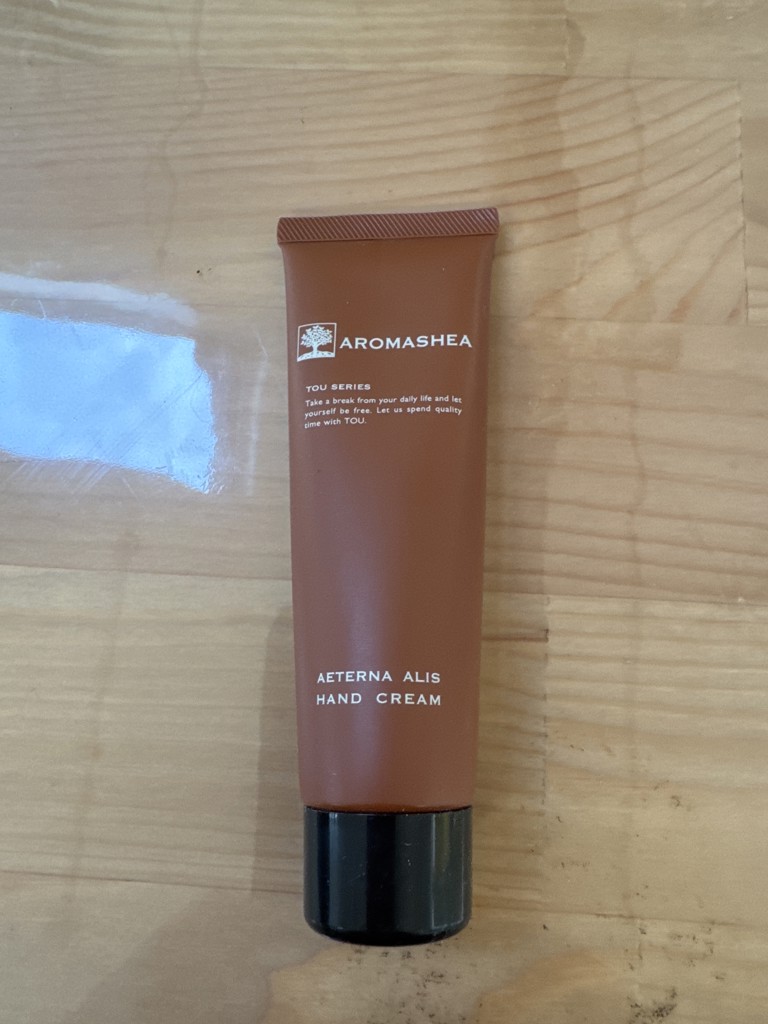 AROMASHEA
TOU SERIES
Take a break from your daily life and let
yourself be free. Let us spend quality
time with TOU.
AETERNA ALIS
HAND CREAM